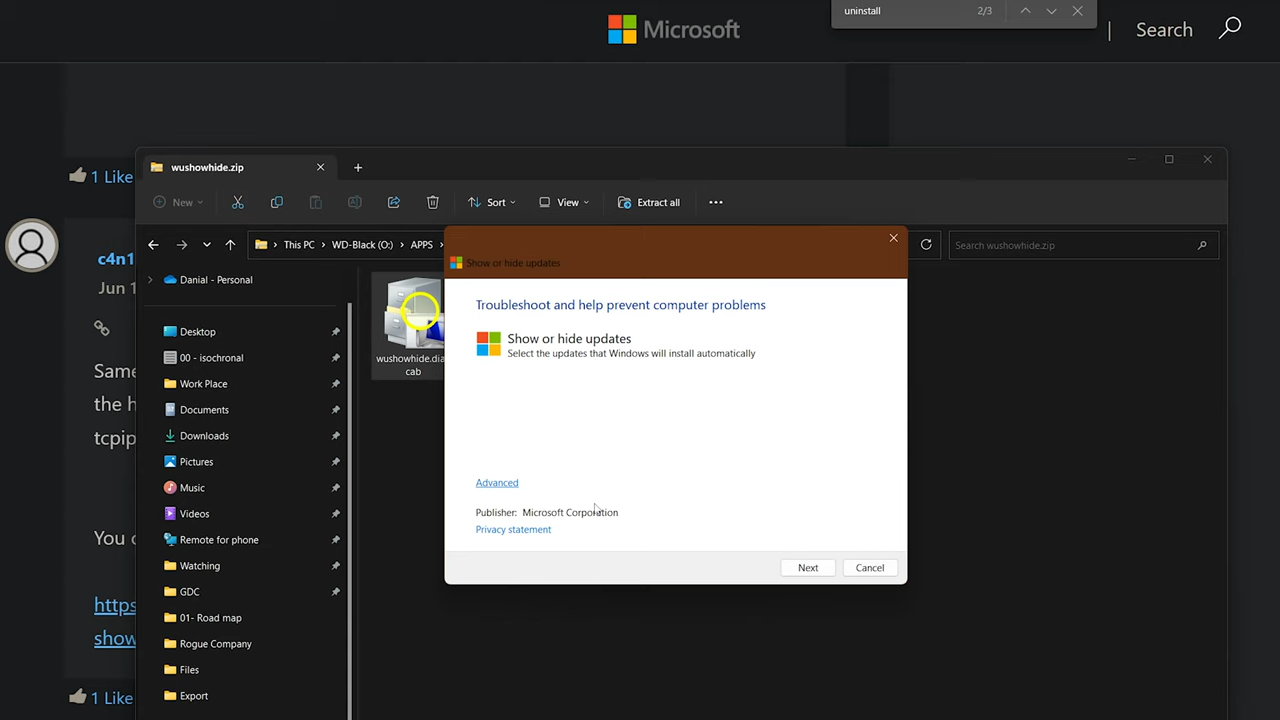 uninstall 2/3
Microsoft
Search
1 Like
wushowhide.zip
New
Sort
View
Extract all
This PC
WD-Black (O:)
APPS
Search wushowhide.zip
c4n1
Jun 1
Same
the h
tcpip
You c
https
show
1 Like
Danial - Personal
Desktop
00 - isochronal
Work Place
Documents
Downloads
Pictures
Music
Videos
Remote for phone
Watching
GDC
01- Road map
Rogue Company
Files
Export
wushowhide.dia
cab
Show or hide updates
Troubleshoot and help prevent computer problems
Show or hide updates
Select the updates that Windows will install automatically
Advanced
Publisher: Microsoft Corporation
Privacy statement
Next
Cancel